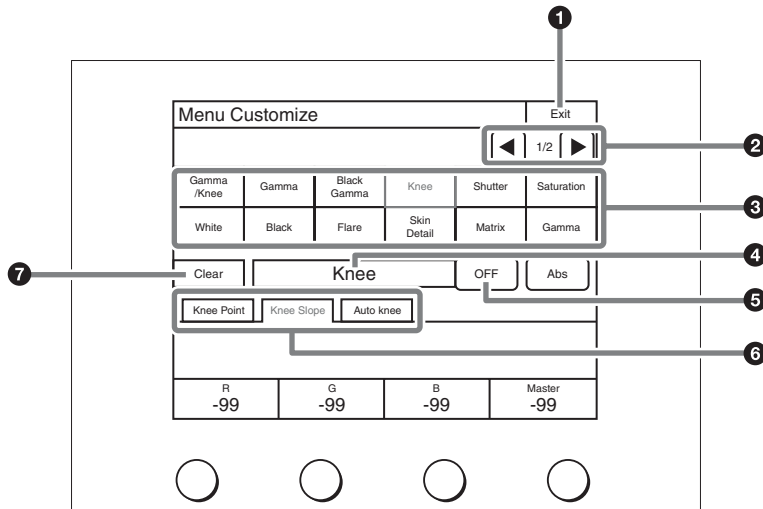 1
Menu Customize Exit
2
1/2
Gamma /Knee Gamma Black Gamma Knee Shutter Saturation
3
White Black Flare Skin Detail Matrix Gamma
4
7 Clear Knee OFF Abs
5
Knee Point Knee Slope Auto knee
6
R G B Master
-99 -99 -99 -99